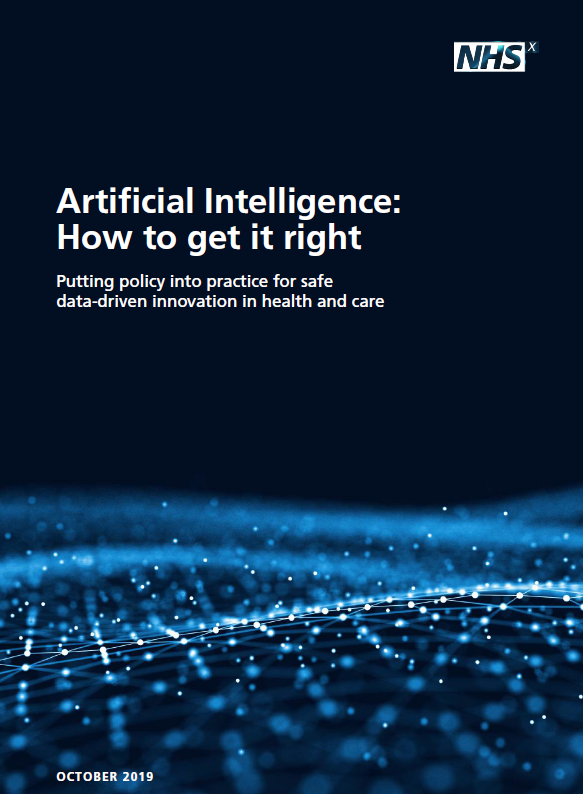 NHSX
Artificial Intelligence:
How to get it right
Putting policy into practice for safe
data-driven innovation in health and care
OCTOBER 2019